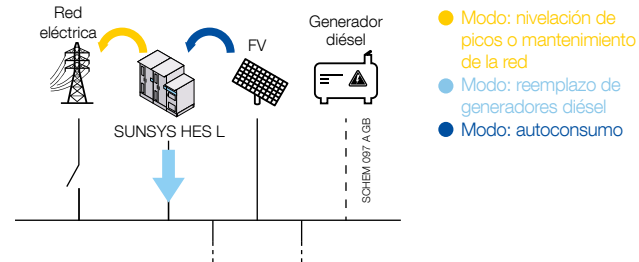 Red
eléctrica
SUNSYS HES L
FV
Generador
diésel
SCHEM 097 A GB
Modo: nivelación de
picos o mantenimiento
de la red
Modo: reemplazo de
generadores diésel
Modo: autoconsumo